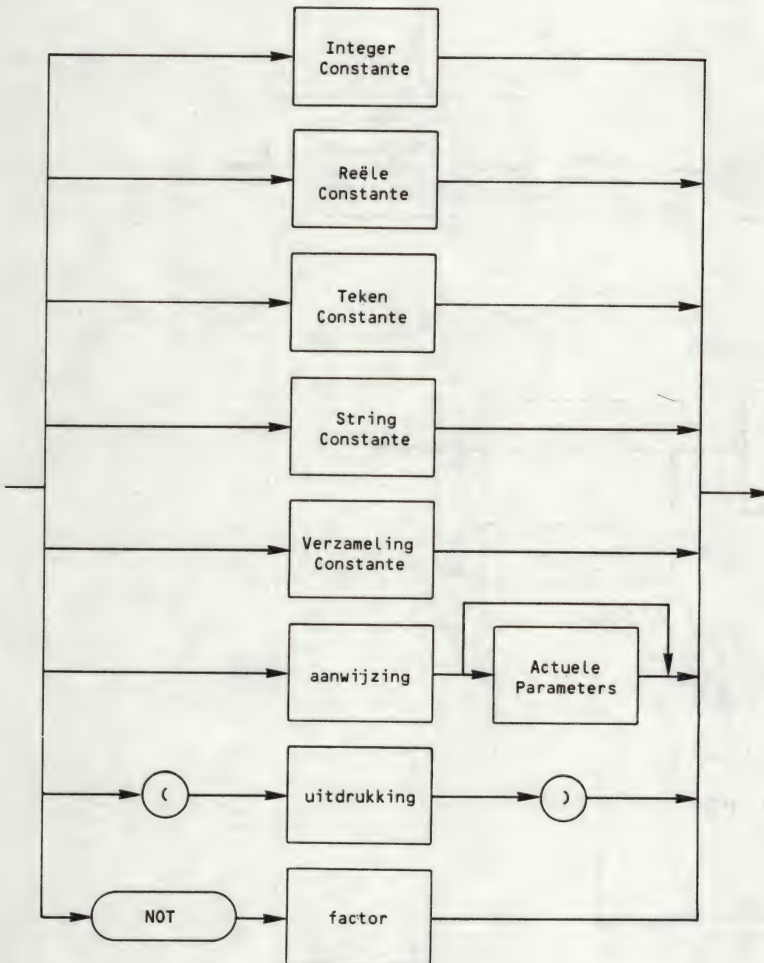 Integer
Constante
Reële
Constante
Teken
Constante
String
Constante
Verzameling
Constante
aanwijzing
Actuele
Parameters
(
uitdrukking
)
NOT
factor